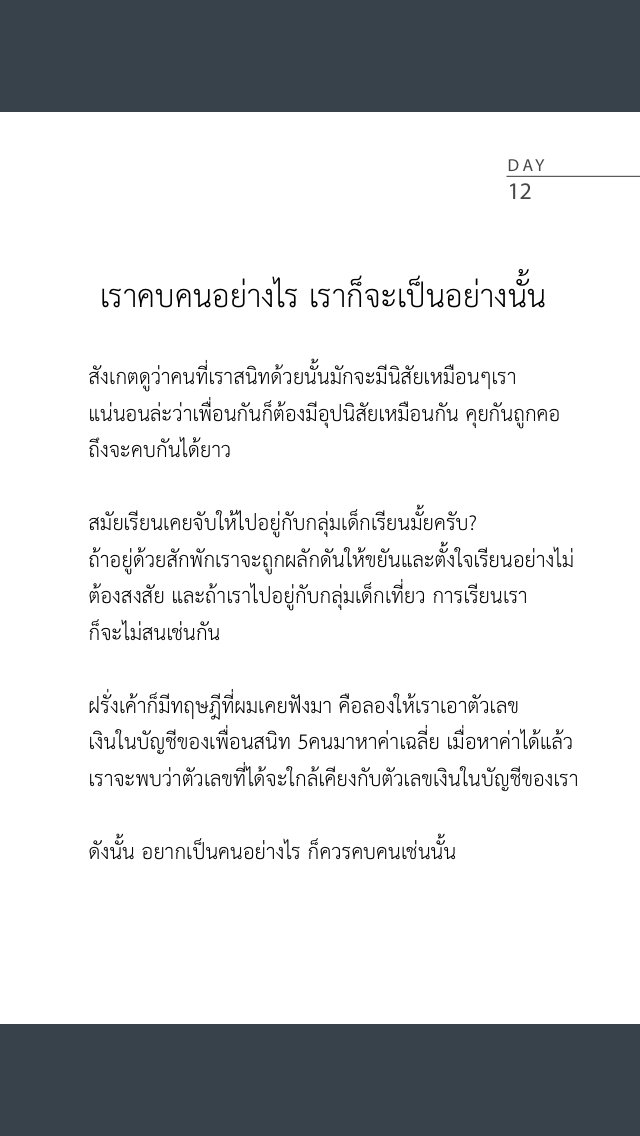 DAY
12
เราคบคนอย่างไร เราก็จะเป็นอย่างนั้น
สังเกตดูว่าคนที่เราสนิทด้วยนั้นมักจะมีนิสัยเหมือนๆเรา
แน่นอนล่ะว่าเพื่อนกันก็ต้องมีอุปนิสัยเหมือนกัน คุยกันถูกคอ
ถึงจะคบกันได้ยาว
สมัยเรียนเคยจับให้ไปอยู่กับกลุ่มเด็กเรียนมั้ยครับ?
ถ้าอยู่ด้วยสักพักเราจะถูกผลักดันให้ขยันและตั้งใจเรียนอย่างไม่
ต้องสงสัย และถ้าเราไปอยู่กับกลุ่มเด็กเที่ยว การเรียนเรา
ก็จะไม่สนเช่นกัน
ฝรั่งเค้าก็มีทฤษฎีที่ผมเคยฟังมา คือลองให้เราเอาตัวเลข
เงินในบัญชีของเพื่อนสนิท 5คนมาหาค่าเฉลี่ย เมื่อหาค่าได้แล้ว
เราจะพบว่าตัวเลขที่ได้จะใกล้เคียงกับตัวเลขเงินในบัญชีของเรา
ดังนั้น อยากเป็นคนอย่างไร ก็ควรคบคนเช่นนั้น